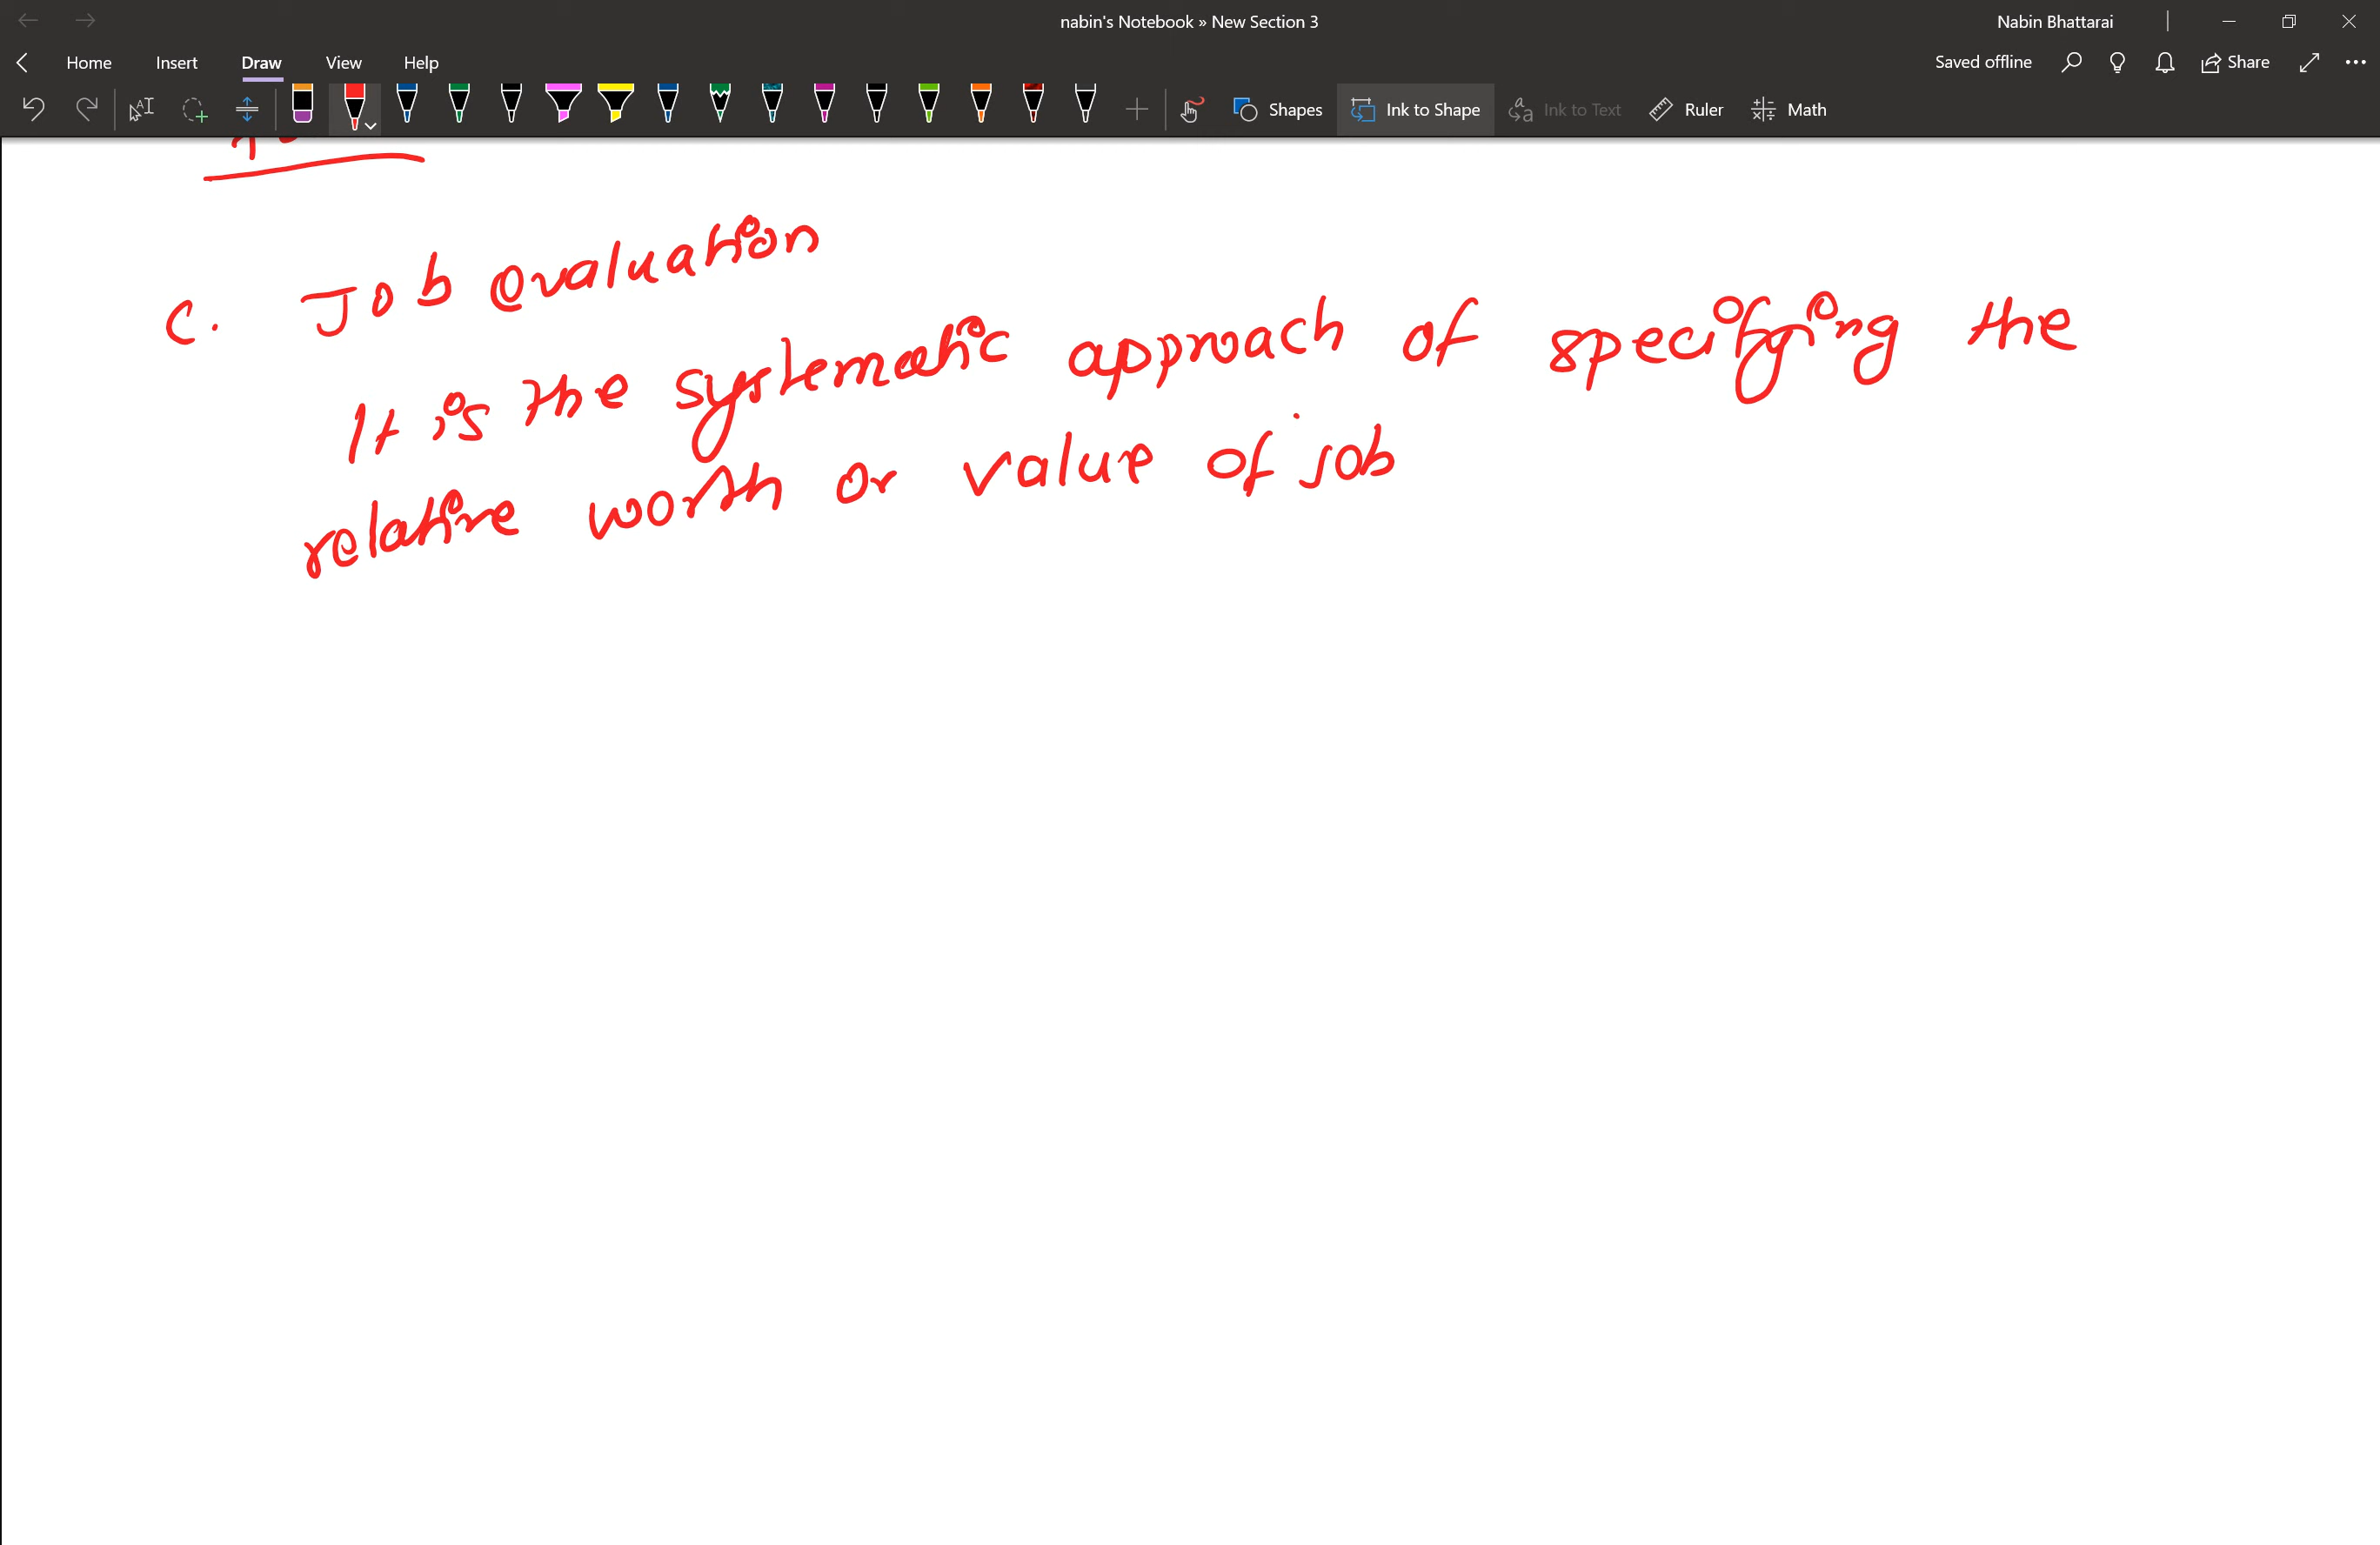 nabin's Notebook » New Section 3
Nabin Bhattarai
Home Insert Draw View Help
Saved offline
Share
Shapes
Ink to Shape
Ink to Text
Ruler
Math
C. Job evaluation
It is the systematic approach of specifying the
relative worth or value of job